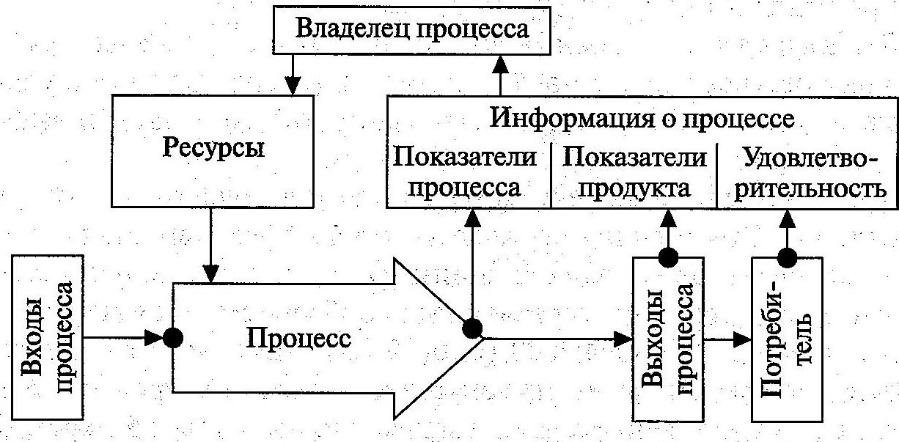 Владелец процесса
Ресурсы
Информация о процессе
Показатели
процесса
Показатели
продукта
Удовлетво-
рительность
Входы
процесса
Процесс
Выходы
процесса
Потреби-
тель